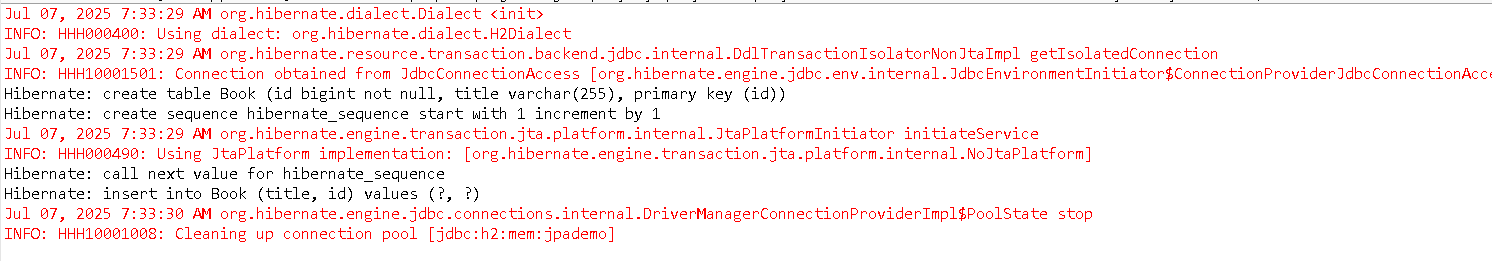 Jul 07, 2025 7:33:29 AM org.hibernate.dialect.Dialect <init>
INFO: HHH000400: Using dialect: org.hibernate.dialect.H2Dialect
Jul 07, 2025 7:33:29 AM org.hibernate.resource.transaction.backend.jdbc.internal.DdlTransactionIsolatorNonJtaImpl getIsolatedConnection
INFO: HHH10001501: Connection obtained from JdbcConnectionAccess [org.hibernate.engine.jdbc.env.internal.JdbcEnvironmentInitiator$ConnectionProviderJdbcConnectionAcce
Hibernate: create table Book (id bigint not null, title varchar(255), primary key (id))
Hibernate: create sequence hibernate_sequence start with 1 increment by 1
Jul 07, 2025 7:33:29 AM org.hibernate.engine.transaction.jta.platform.internal.JtaPlatformInitiator initiateService
INFO: HHH000490: Using JtaPlatform implementation: [org.hibernate.engine.transaction.jta.platform.internal.NoJtaPlatform]
Hibernate: call next value for hibernate_sequence
Hibernate: insert into Book (title, id) values (?, ?)
Jul 07, 2025 7:33:30 AM org.hibernate.engine.jdbc.connections.internal.DriverManagerConnectionProviderImpl$PoolState stop
INFO: HHH10001008: Cleaning up connection pool [jdbc:h2:mem:jpademo]